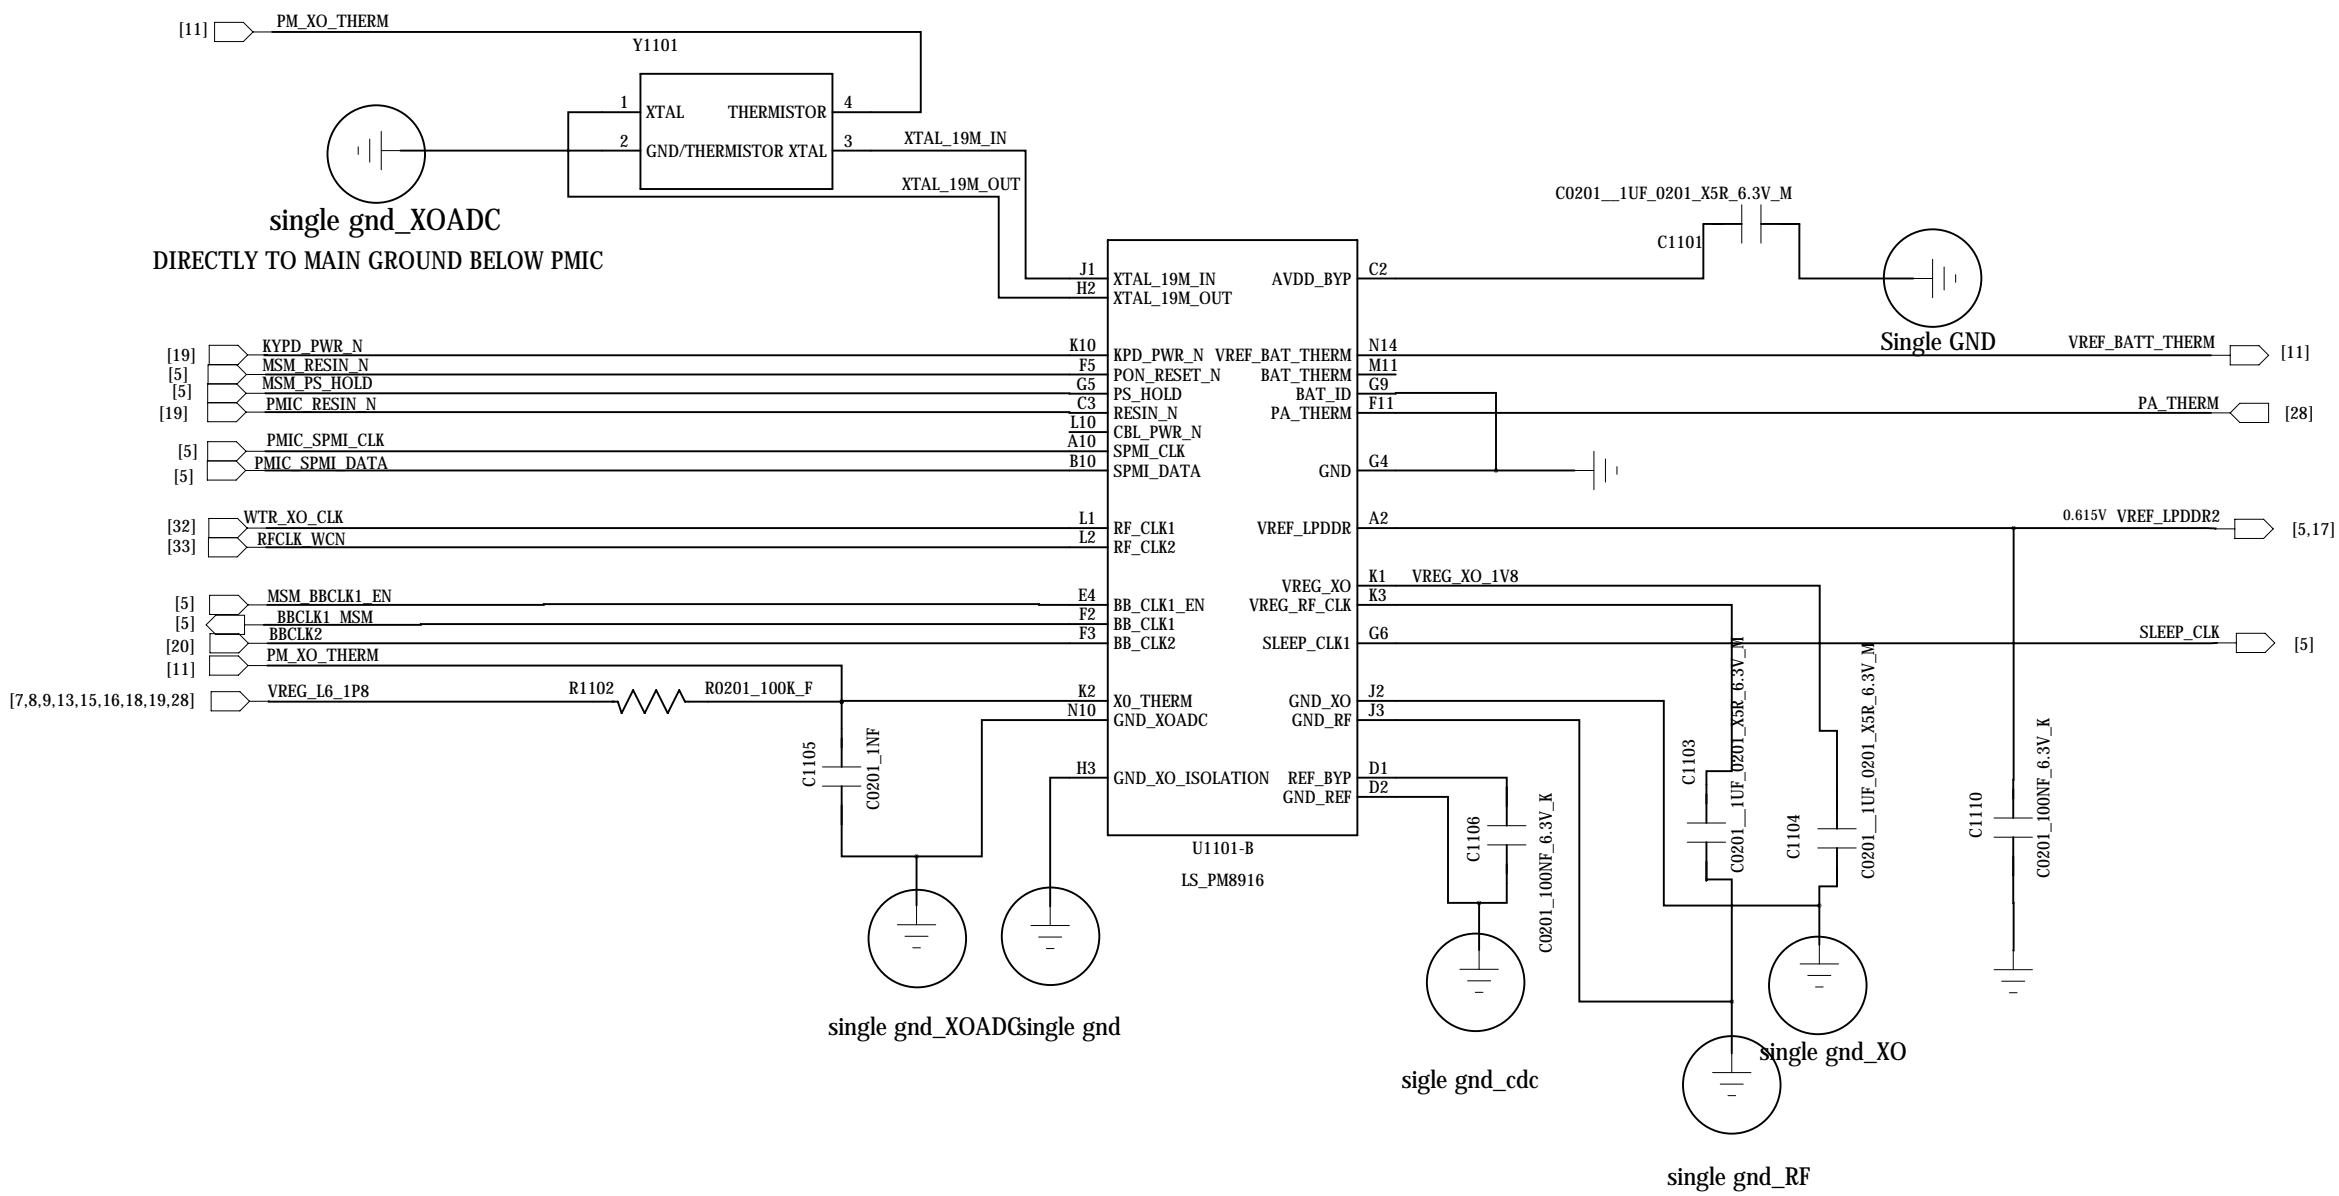 [11] PM_XO_THERM
Y1101
1 XTAL THERMISTOR 4
2 GND/THERMISTOR XTAL 3 XTAL_19M_IN
XTAL_19M_OUT
single gnd_XOADC
DIRECTLY TO MAIN GROUND BELOW PMIC
C0201__1UF_0201_X5R_6.3V_M
C1101
Single GND
J1 XTAL_19M_IN AVDD_BYP C2
H2 XTAL_19M_OUT
[19] KYPD_PWR_N K10 KPD_PWR_N VREF_BAT_THERM N14 VREF_BATT_THERM [11]
[5] MSM_RESIN_N F5 PON_RESET_N BAT_THERM M11
[5] MSM_PS_HOLD G5 PS_HOLD BAT_ID G9
[19] PMIC_RESIN_N C3 RESIN_N PA_THERM F11 PA_THERM [28]
L10 CBL_PWR_N
[5] PMIC_SPMI_CLK A10 SPMI_CLK
[5] PMIC_SPMI_DATA B10 SPMI_DATA GND G4
[32] WTR_XO_CLK L1 RF_CLK1 VREF_LPDDR A2 0.615V VREF_LPDDR2 [5,17]
[33] RFCLK_WCN L2 RF_CLK2
VREG_XO K1 VREG_XO_1V8
[5] MSM_BBCLK1_EN E4 BB_CLK1_EN VREG_RF_CLK K3
[5] BBCLK1_MSM F2 BB_CLK1
[20] BBCLK2 F3 BB_CLK2 SLEEP_CLK1 G6 SLEEP_CLK [5]
[11] PM_XO_THERM
[7,8,9,13,15,16,18,19,28] VREG_L6_1P8 R1102 R0201_100K_F K2 X0_THERM GND_XO J2
N10 GND_XOADC GND_RF J3
C1105
C0201_1NF
H3 GND_XO_ISOLATION REF_BYP D1
GND_REF D2
U1101-B
LS_PM8916
C1106
C0201_100NF_6.3V_K
C1103
C0201__1UF_0201_X5R_6.3V_M
C1104
C0201__1UF_0201_X5R_6.3V_M
C1110
C0201_100NF_6.3V_K
single gnd_XOADC
single gnd
sigle gnd_cdc
single gnd_XO
single gnd_RF